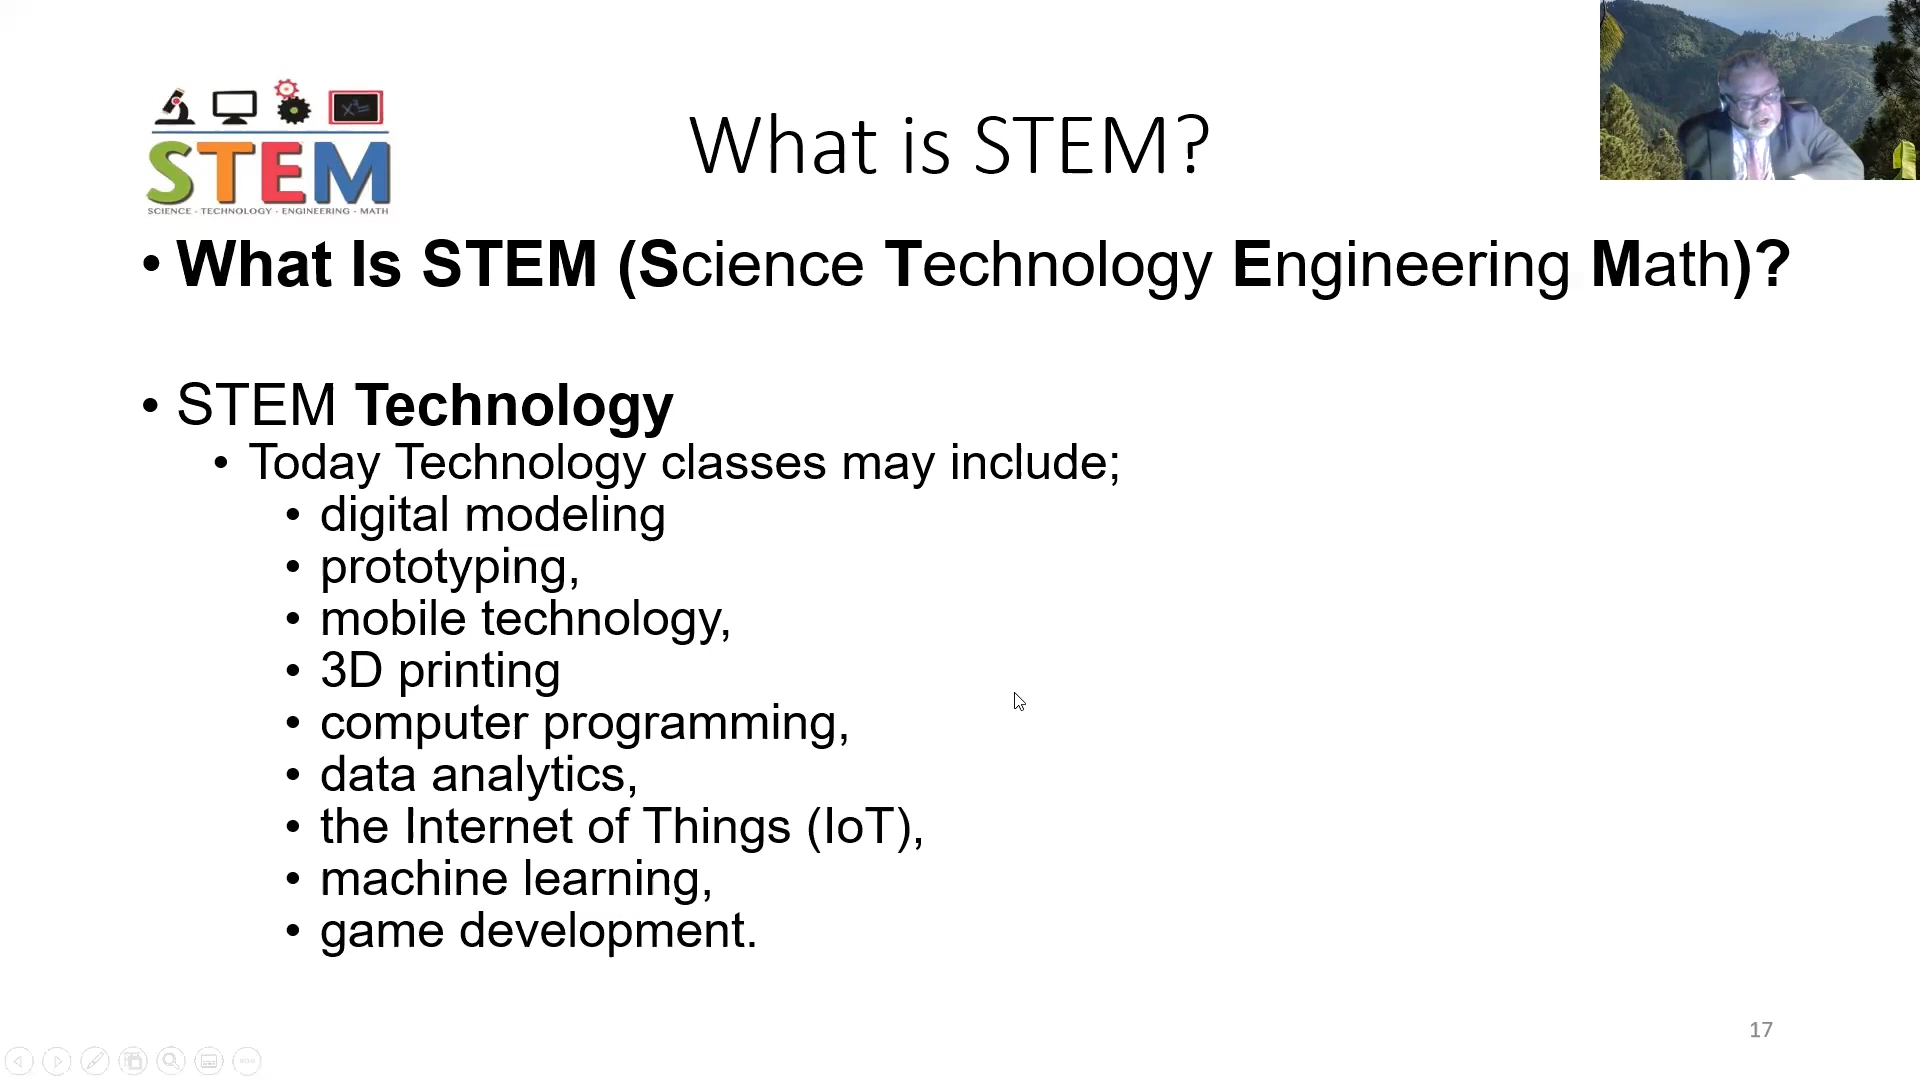 What is STEM?
STEM
SCIENCE - TECHNOLOGY - ENGINEERING - MATH
• What Is STEM (Science Technology Engineering Math)?
• STEM Technology
• Today Technology classes may include;
• digital modeling
• prototyping,
• mobile technology,
• 3D printing
• computer programming,
• data analytics,
• the Internet of Things (IoT),
• machine learning,
• game development.
17